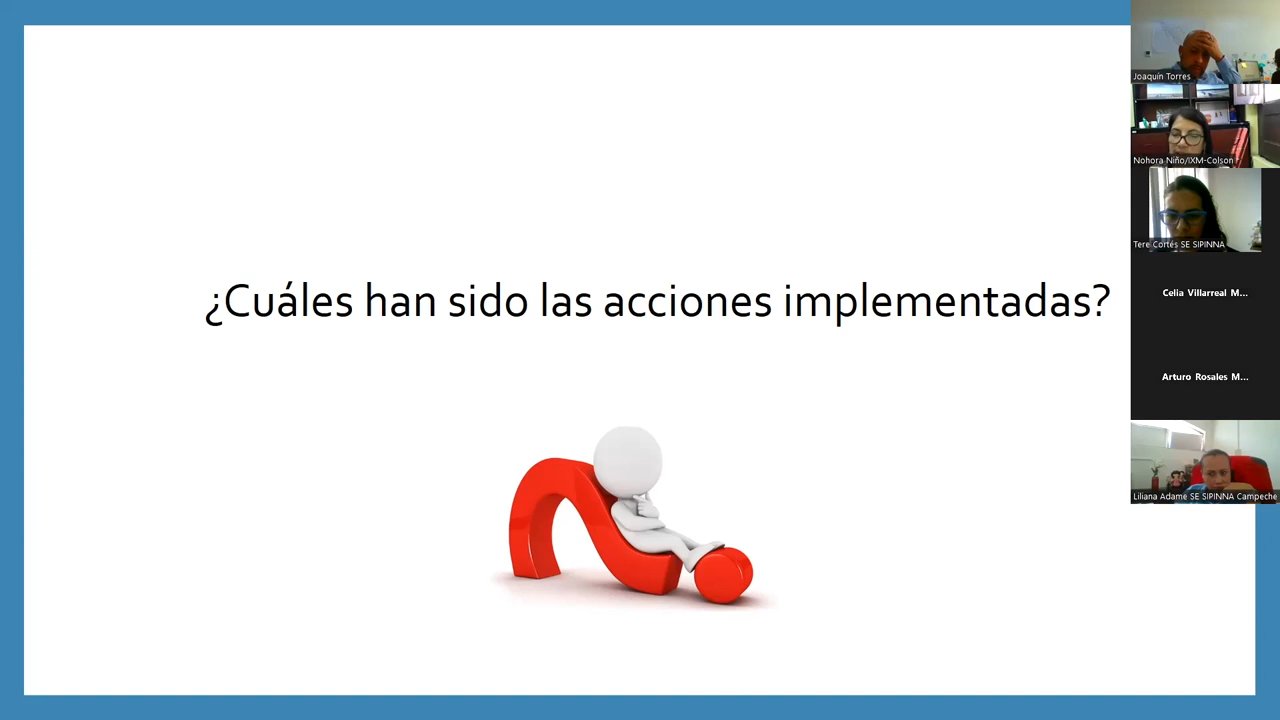 ¿Cuáles han sido las acciones implementadas?
Joaquín Torres
Nohora Niño/IXM-Colson
Tere Cortés SE SIPINNA
Celia Villarreal M...
Arturo Rosales M...
Liliana Adame SE SIPINNA Campeche